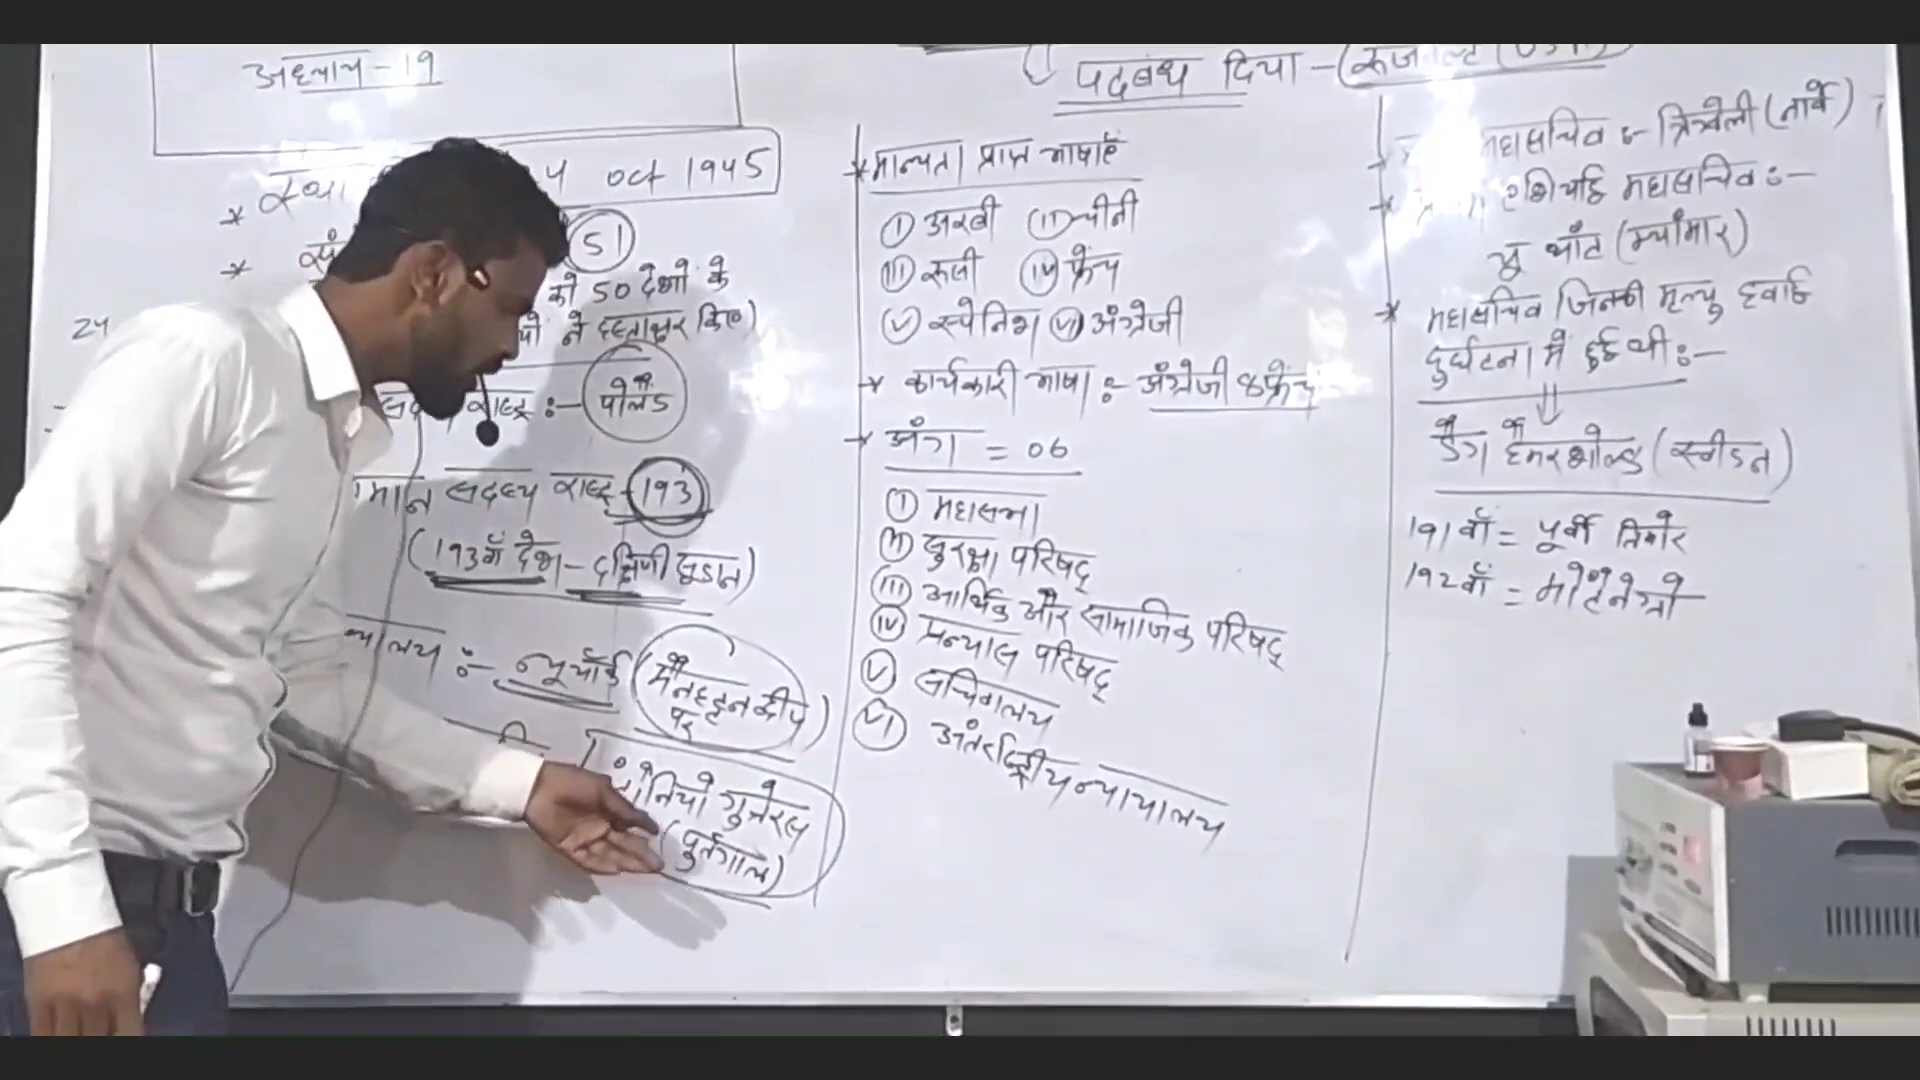 अध्याय - 19
पदबंध दिया -
4 oct 1945
51
को 50 देशो के
24
ने हस्ताक्षर किए)
राष्ट्र :- पोलैंड
सदस्य राष्ट्र - 193
(193वाँ देश - दक्षिणी सूडान)
:- न्यूयॉर्क (मैनहट्टन द्वीप
पर)
गुतेरस
(पुर्तगाल)
* मान्यता प्राप्त भाषाएँ
(I) अरबी (II) चीनी
(III) रूसी (IV) फ्रेंच
(V) स्पेनिश (VI) अंग्रेजी
* कार्यकारी भाषा :- अंग्रेजी & फ्रेंच
* अंग = 06
(I) महासभा
(II) सुरक्षा परिषद्
(III) आर्थिक और सामाजिक परिषद्
(IV) प्रन्यास परिषद्
(V) सचिवालय
(VI) अंतर्राष्ट्रीय न्यायालय
महासचिव :- त्रिग्वेली (नार्वे)
* एशियाई महासचिव :-
यू थाँट (म्यांमार)
* महासचिव जिनकी मृत्यु हवाई
दुर्घटना में हुई थी :-
⇓
डैग हैमरशोल्ड (स्वीडन)
191वाँ = पूर्वी तिमोर
192वाँ = मोंटेनेग्रो